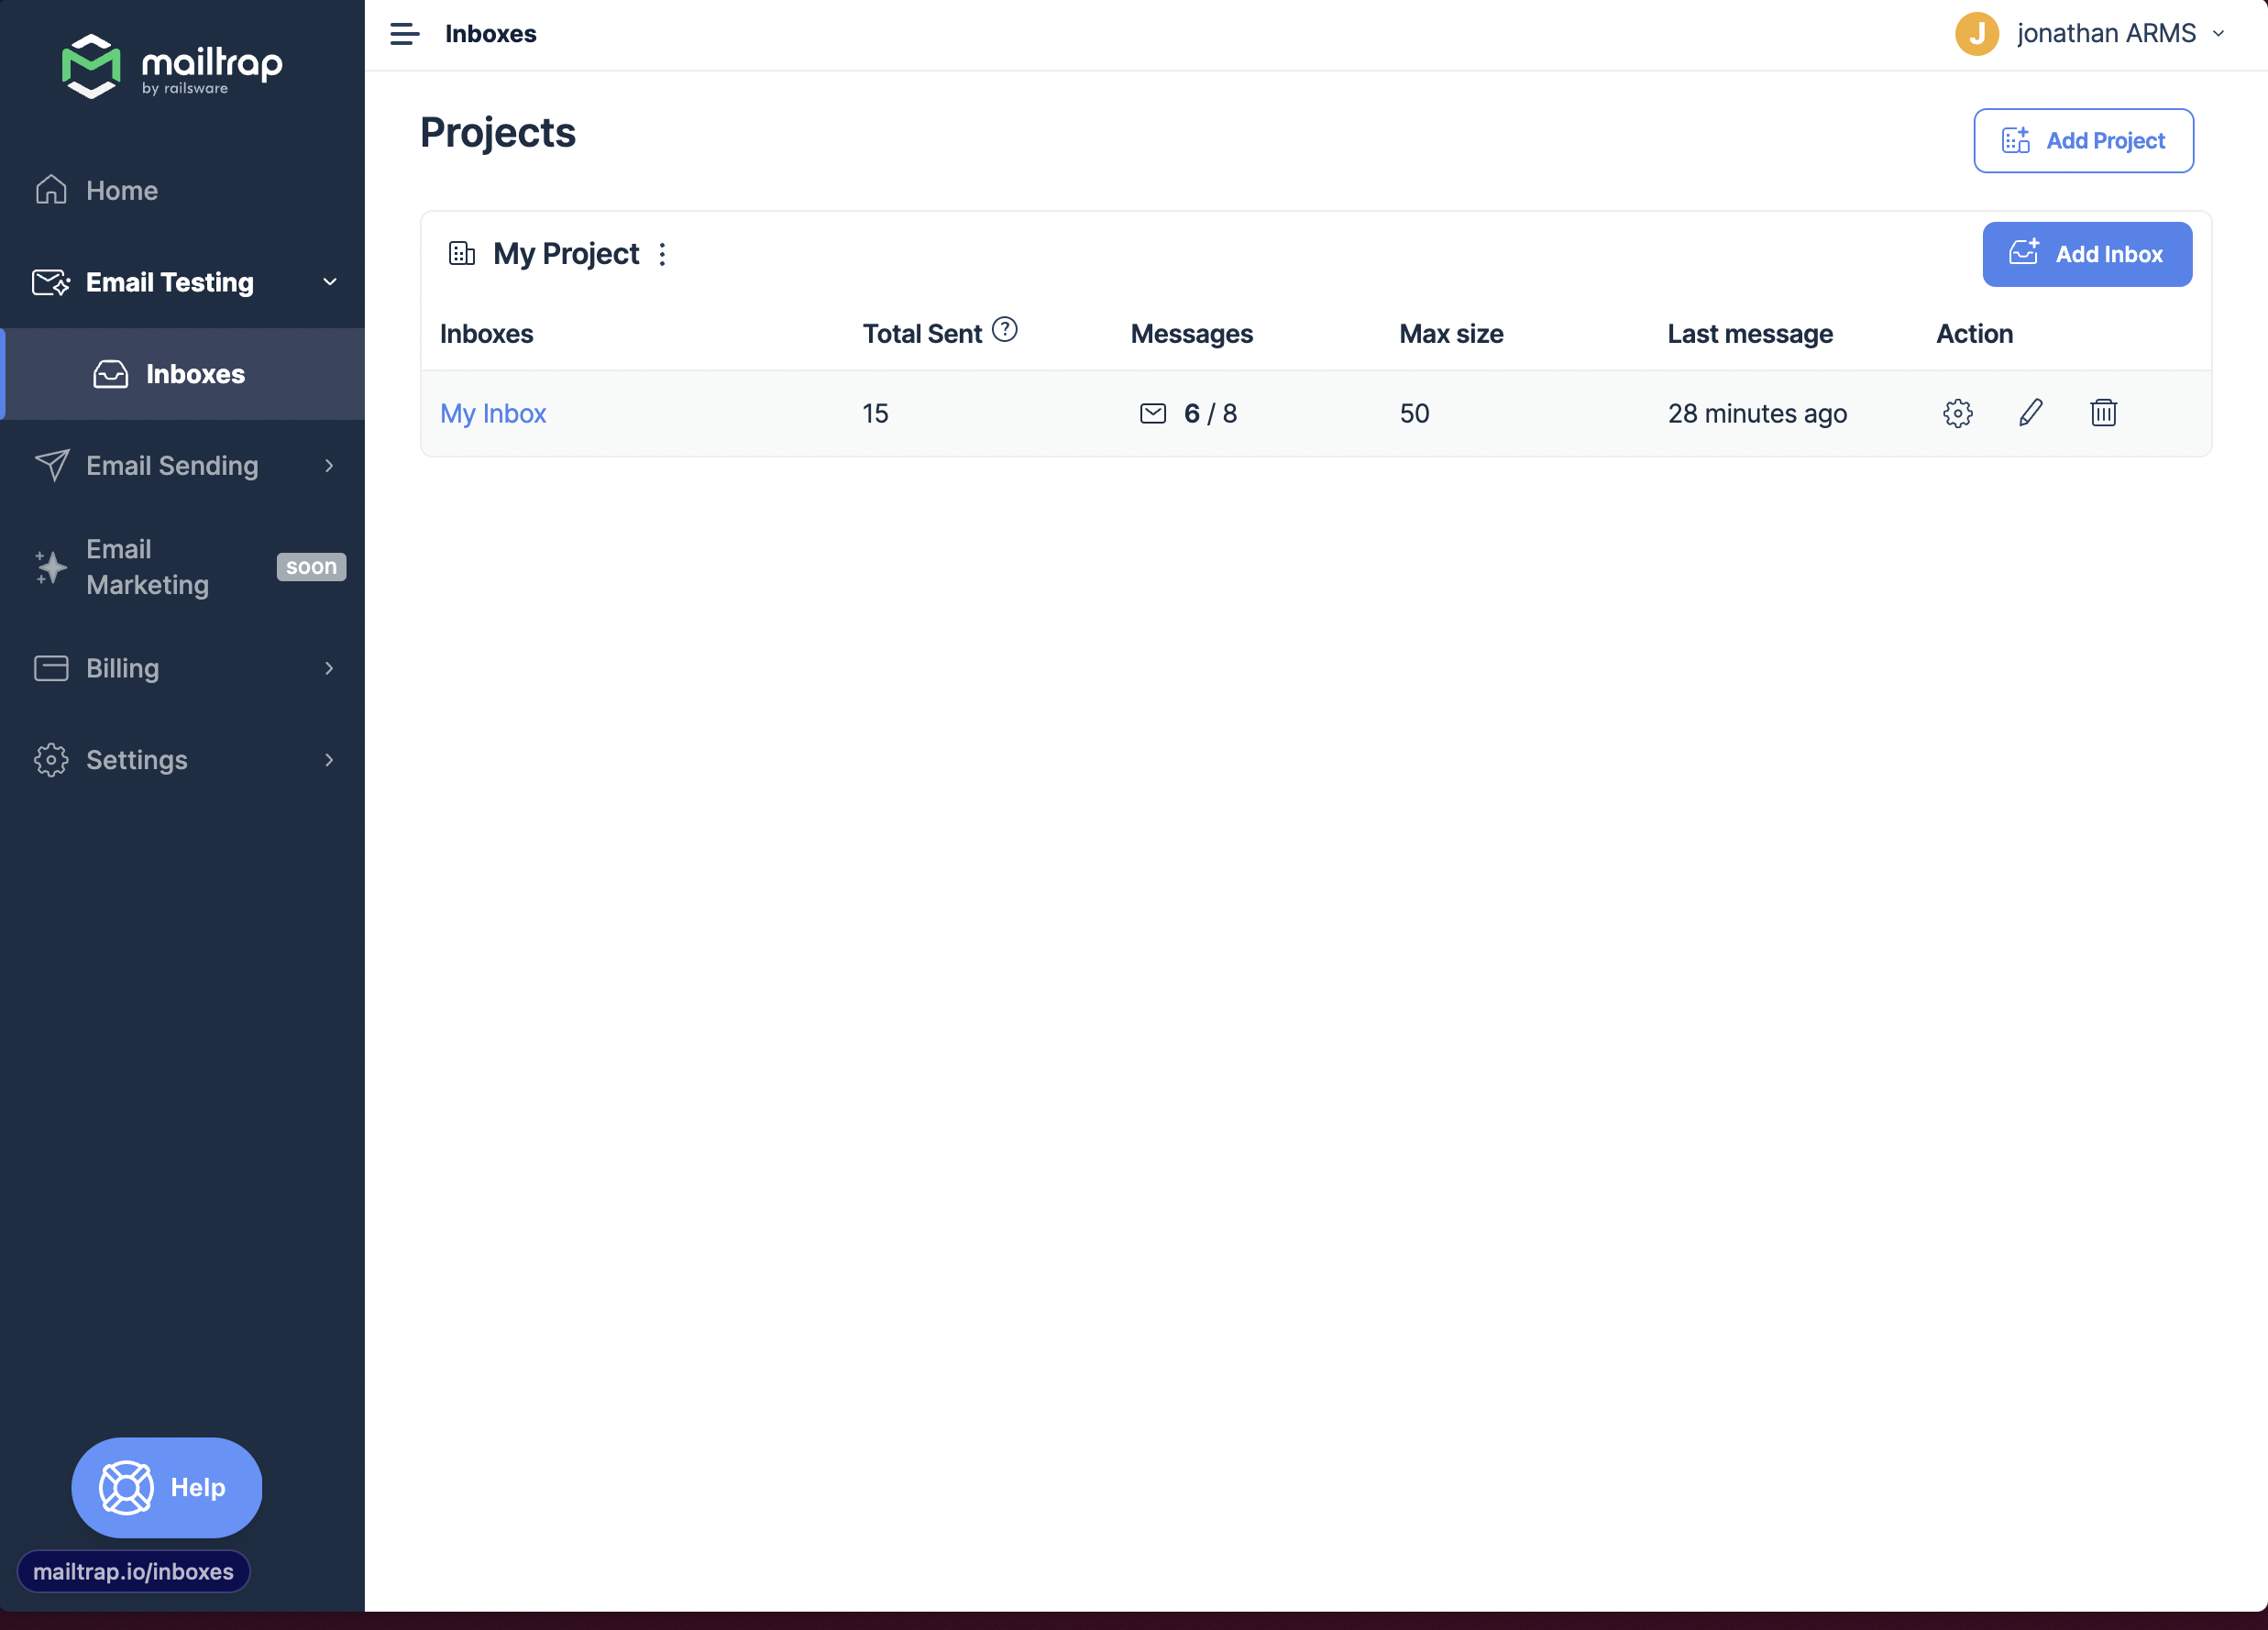 mailtrap
by railsware
Home
Email Testing
Inboxes
Email Sending
Email
Marketing
soon
Billing
Settings
Help
mailtrap.io/inboxes
Inboxes
J jonathan ARMS
Projects
Add Project
My Project
Add Inbox
Inboxes Total Sent ? Messages Max size Last message Action
My Inbox 15 6 / 8 50 28 minutes ago